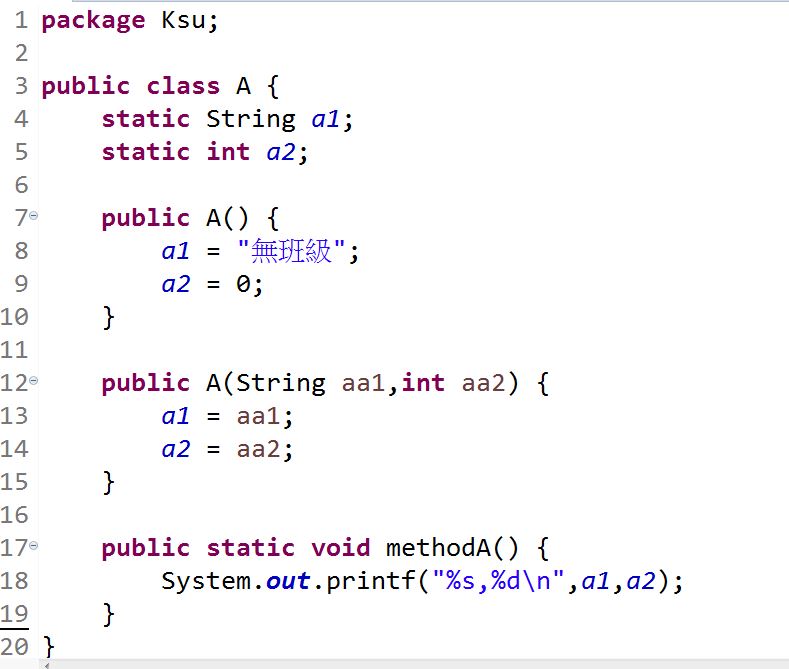 1 package Ksu;
2
3 public class A {
4     static String a1;
5     static int a2;
6
7     public A() {
8         a1 = "無班級";
9         a2 = 0;
10     }
11
12     public A(String aa1,int aa2) {
13         a1 = aa1;
14         a2 = aa2;
15     }
16
17     public static void methodA() {
18         System.out.printf("%s,%d\n",a1,a2);
19     }
20 }